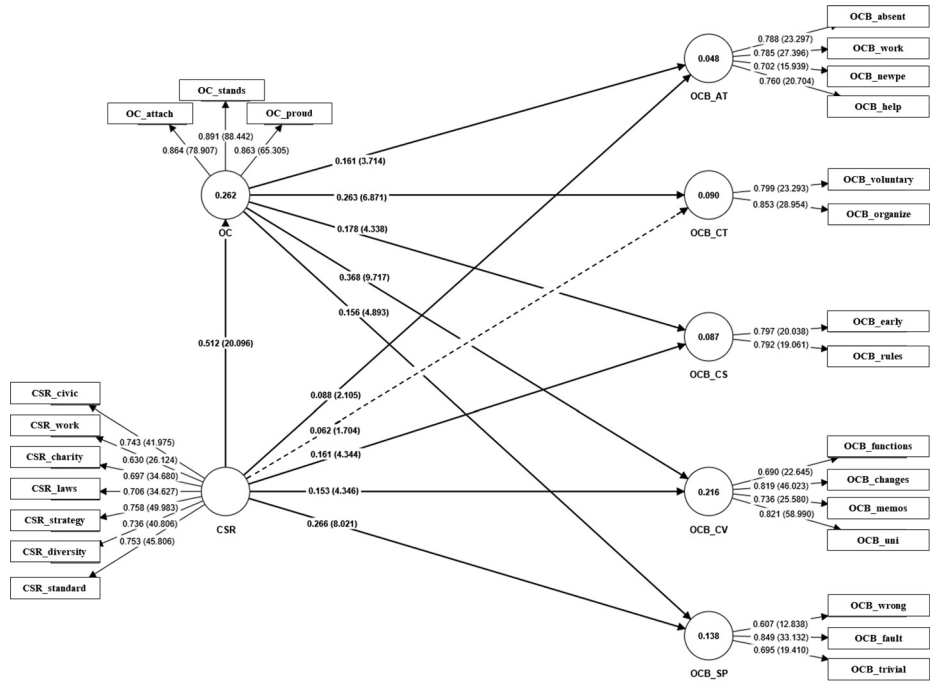 OCB_absent
0.788 (23.297)
OCB_work
0.785 (27.396)
0.048
0.702 (15.939)
OCB_newpe
0.760 (20.704)
OCB_AT
OCB_help
OC_stands
OC_attach
OC_proud
0.891 (88.442)
0.864 (78.907)
0.863 (65.305)
0.161 (3.714)
0.262
OC
0.263 (6.871)
0.090
OCB_CT
0.799 (23.293)
OCB_voluntary
0.853 (28.954)
OCB_organize
0.178 (4.338)
0.368 (9.717)
0.156 (4.893)
0.512 (20.096)
0.087
OCB_CS
0.797 (20.038)
OCB_early
0.792 (19.061)
OCB_rules
0.088 (2.105)
0.062 (1.704)
0.161 (4.344)
CSR_civic
0.743 (41.975)
CSR_work
0.630 (26.124)
CSR_charity
0.697 (34.680)
CSR_laws
0.706 (34.627)
CSR_strategy
0.758 (49.983)
CSR_diversity
0.736 (40.806)
CSR_standard
0.753 (45.806)
CSR
0.153 (4.346)
0.266 (8.021)
0.216
OCB_CV
OCB_functions
0.690 (22.645)
OCB_changes
0.819 (46.023)
OCB_memos
0.736 (25.580)
0.821 (58.990)
OCB_uni
0.138
OCB_SP
OCB_wrong
0.607 (12.838)
OCB_fault
0.849 (33.132)
0.695 (19.410)
OCB_trivial